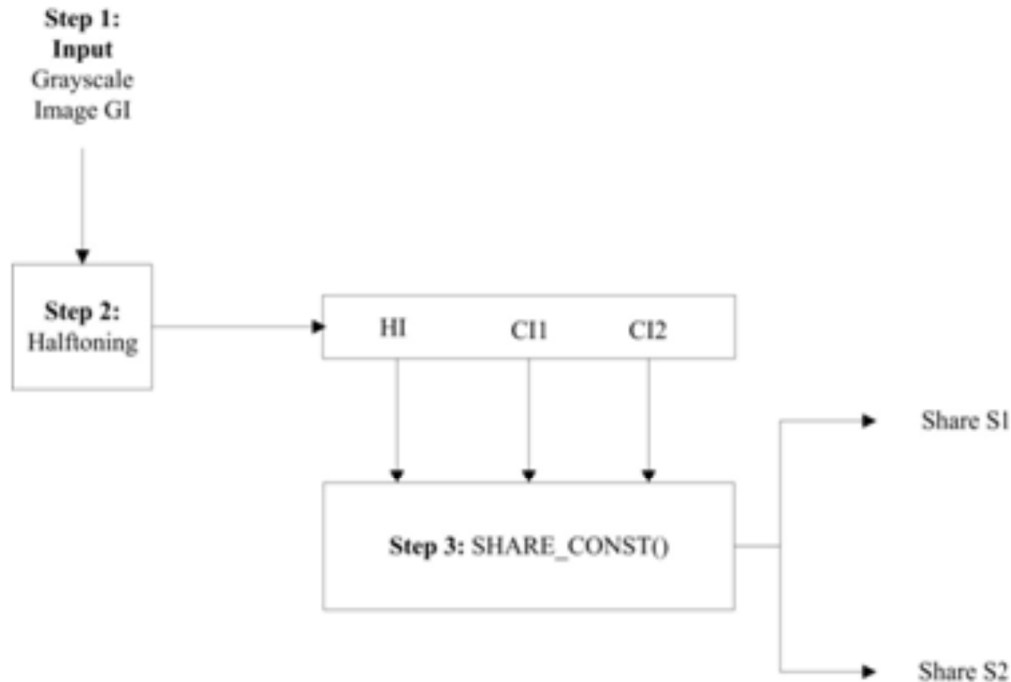 Step 1:
Input
Grayscale
Image GI
Step 2:
Halftoning
HI
CI1
CI2
Step 3: SHARE_CONST()
Share S1
Share S2